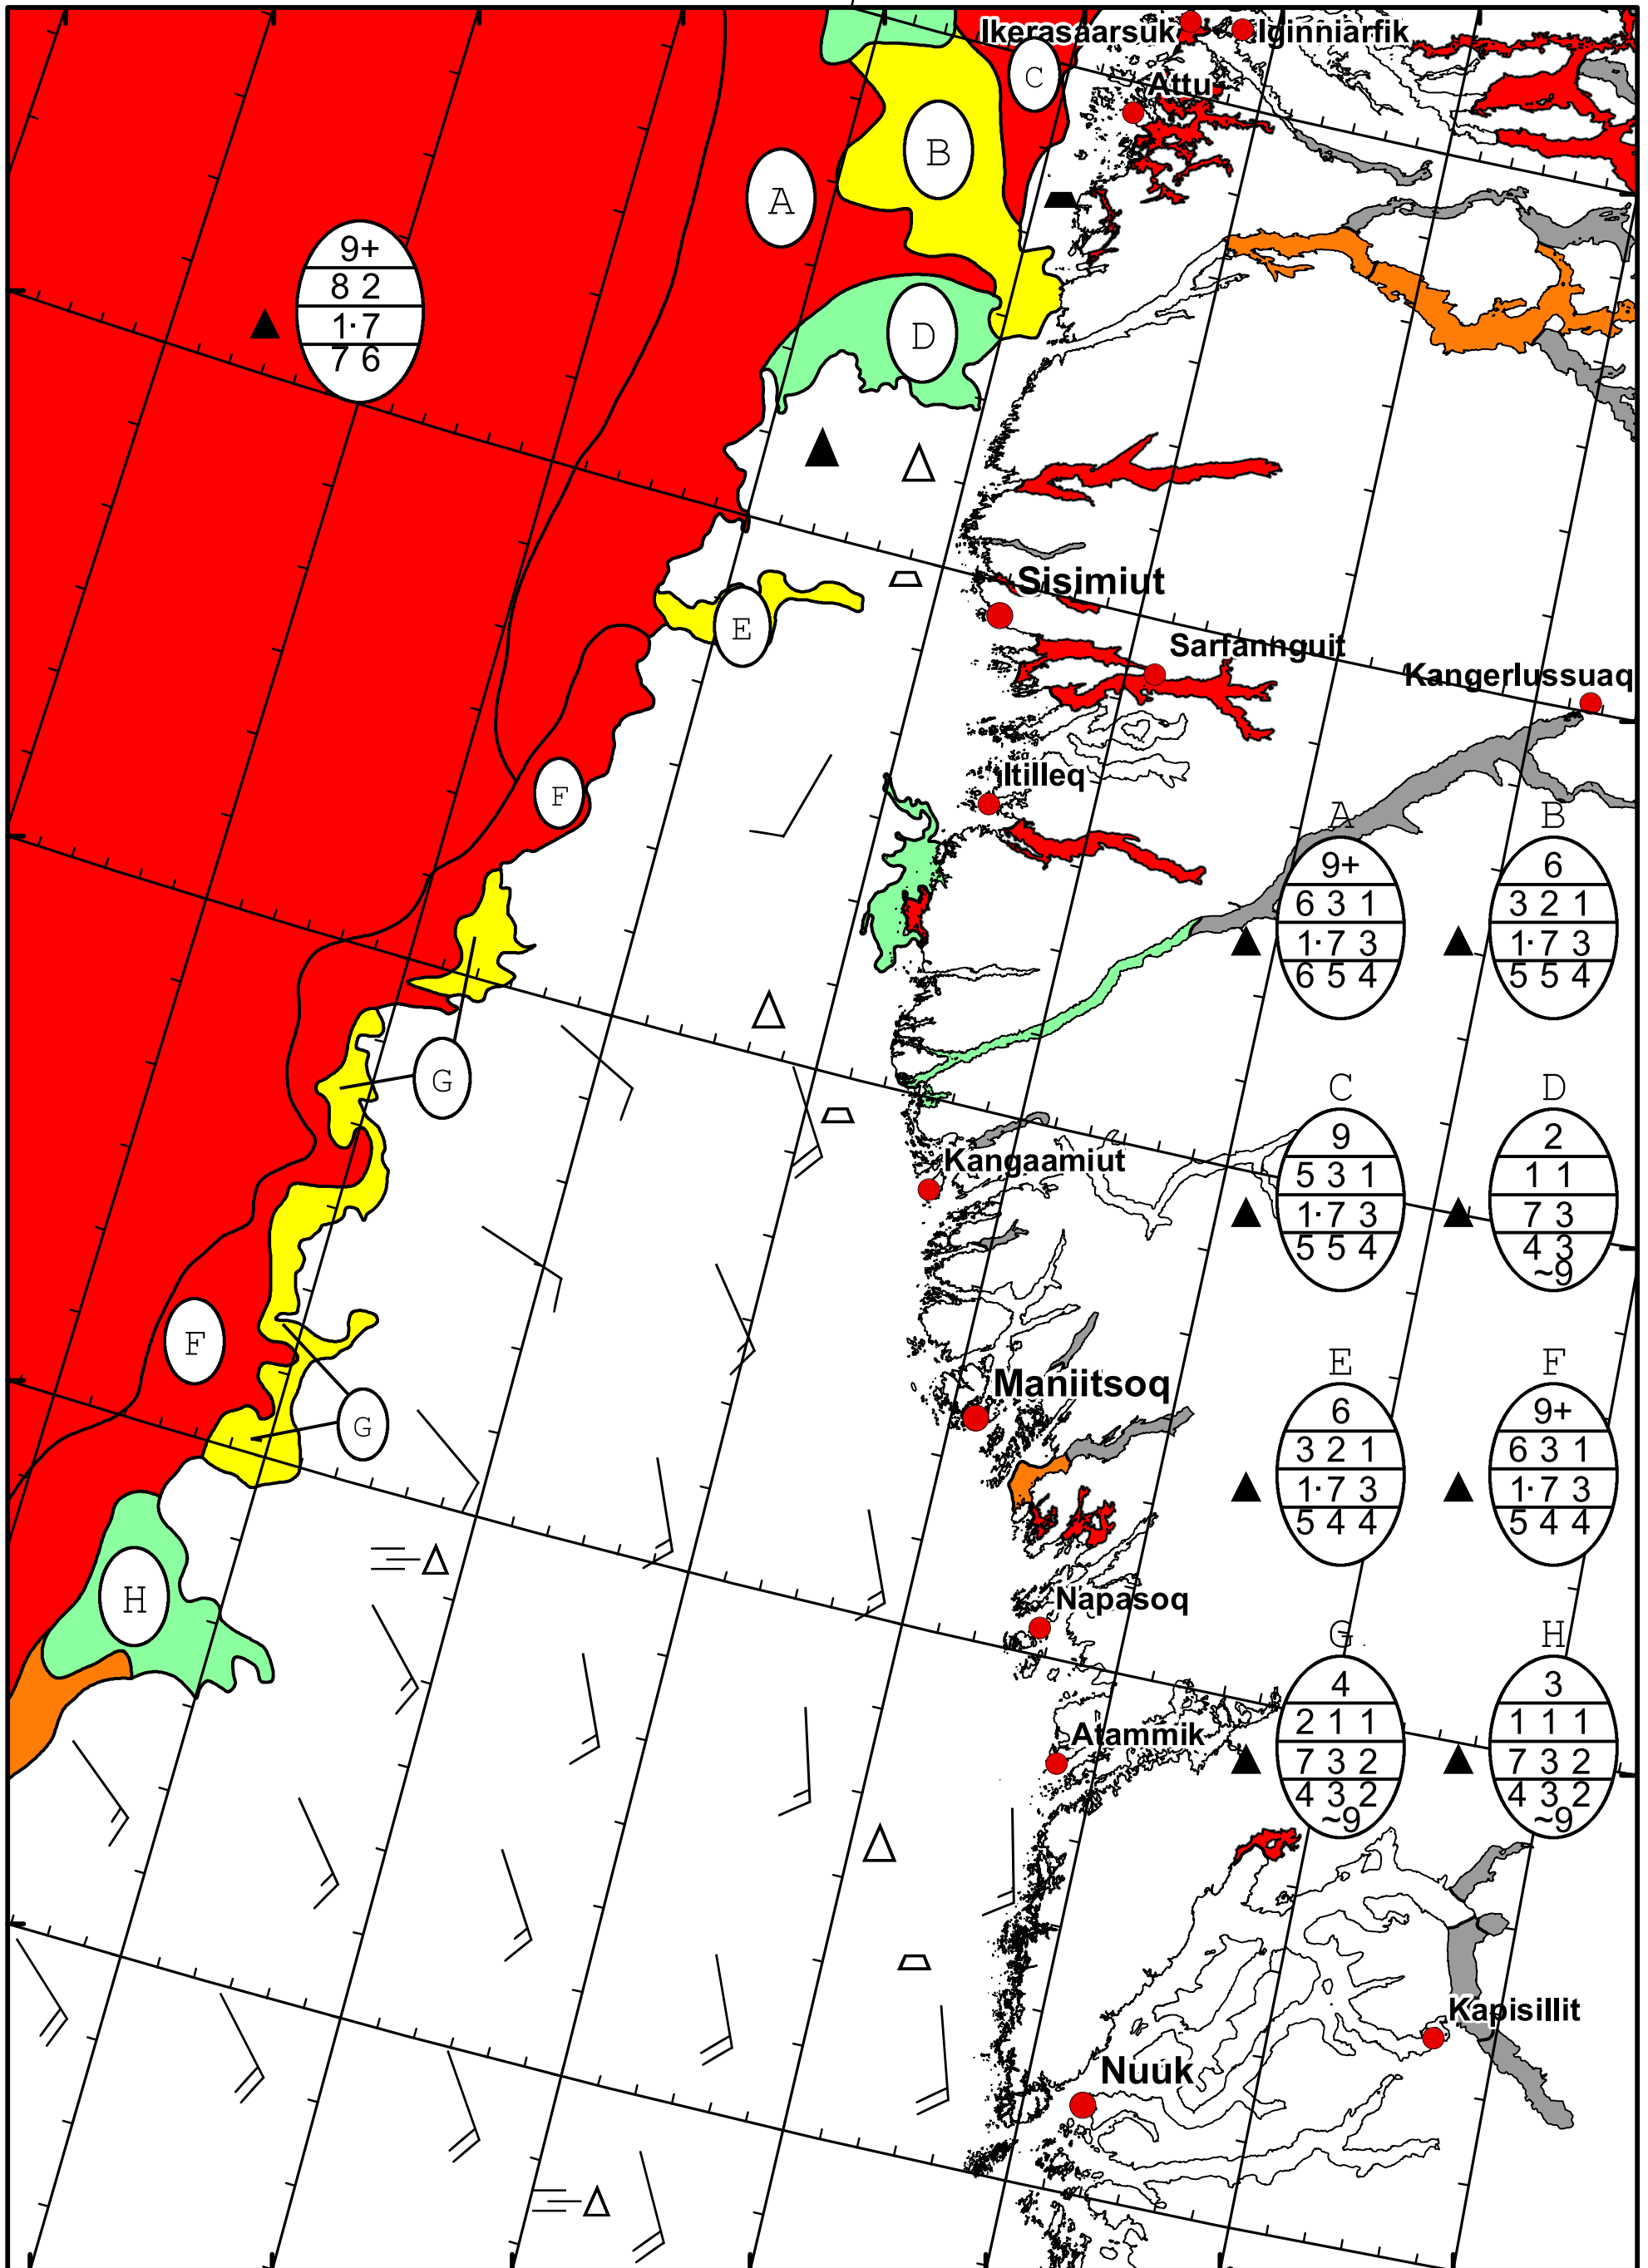 Ikerasaarsuk
Iginniarfik
C
Attu
B
A
9+
8 2
1·7
7 6
D
Sisimiut
E
Sarfannguit
Kangerlussuaq
Itilleq
F
A
9+
6 3 1
1·7 3
6 5 4
B
6
3 2 1
1·7 3
5 5 4
G
C
9
5 3 1
1·7 3
5 5 4
D
2
1 1
7 3
4 3
~9
Kangaamiut
F
Maniitsoq
G
E
6
3 2 1
1·7 3
5 4 4
F
9+
6 3 1
1·7 3
5 4 4
H
Napasoq
Atammik
G
4
2 1 1
7 3 2
4 3 2
~9
H
3
1 1 1
7 3 2
4 3 2
~9
Kapisillit
Nuuk